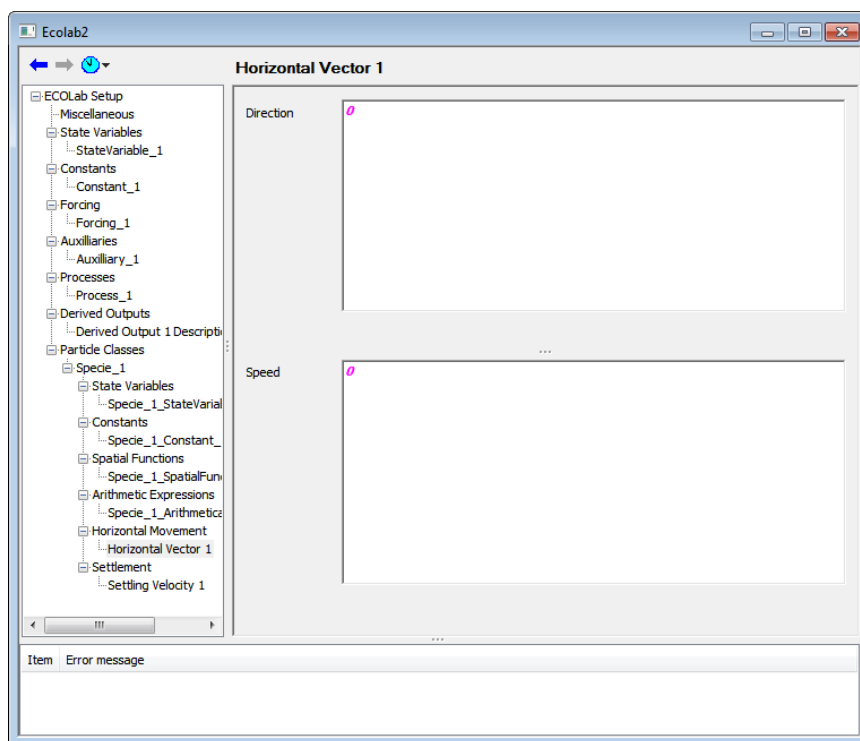 Ecolab2
Horizontal Vector 1
ECOLab Setup
Miscellaneous
State Variables
StateVariable_1
Constants
Constant_1
Forcing
Forcing_1
Auxilliaries
Auxilliary_1
Processes
Process_1
Derived Outputs
Derived Output 1 Descripti
Particle Classes
Specie_1
State Variables
Specie_1_StateVarial
Constants
Specie_1_Constant_
Spatial Functions
Specie_1_SpatialFun
Arithmetic Expressions
Specie_1_Arithmetica
Horizontal Movement
Horizontal Vector 1
Settlement
Settling Velocity 1
Direction
0
Speed
0
Item Error message